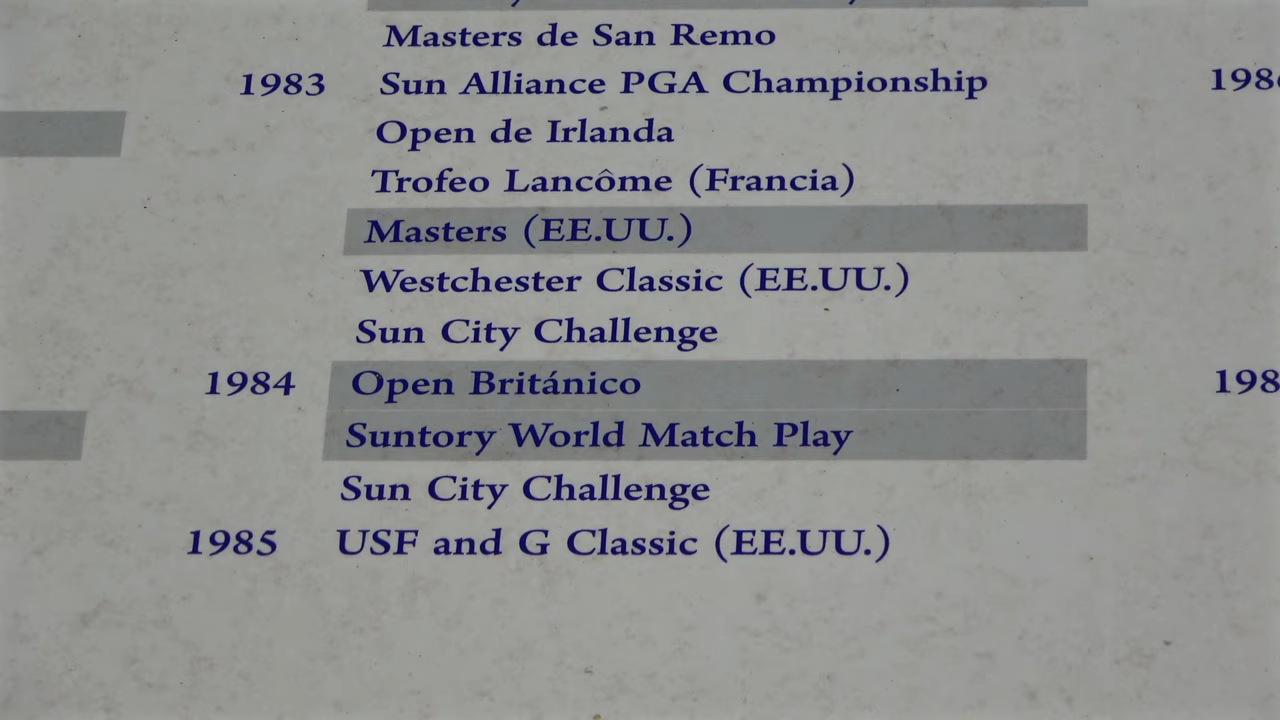 Masters de San Remo
1983 Sun Alliance PGA Championship
Open de Irlanda
Trofeo Lancôme (Francia)
Masters (EE.UU.)
Westchester Classic (EE.UU.)
Sun City Challenge
1984 Open Británico
Suntory World Match Play
Sun City Challenge
1985 USF and G Classic (EE.UU.)